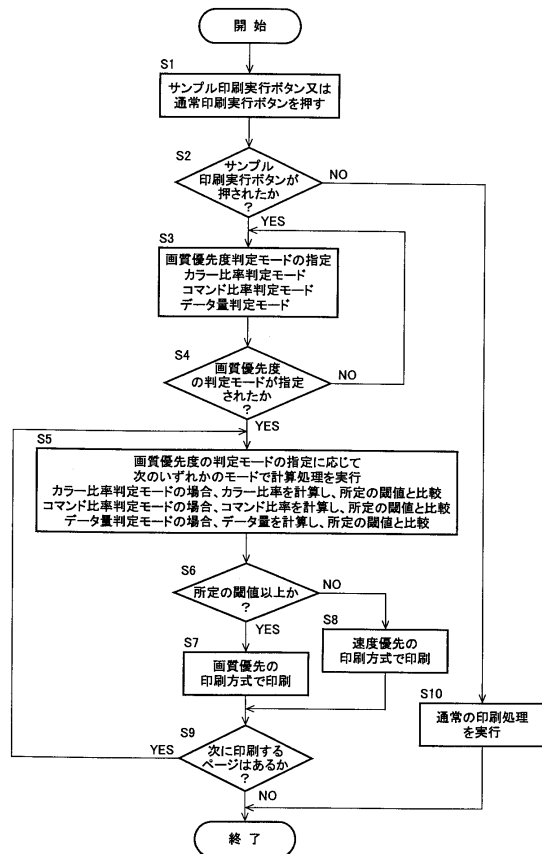 開 始
S1
サンプル印刷実行ボタン又は
通常印刷実行ボタンを押す
S2
サンプル
印刷実行ボタンが
押されたか
?
NO
YES
S3
画質優先度判定モードの指定
カラー比率判定モード
コマンド比率判定モード
データ量判定モード
S4
画質優先度
の判定モードが指定
されたか
?
NO
YES
S5
画質優先度の判定モードの指定に応じて
次のいずれかのモードで計算処理を実行
カラー比率判定モードの場合、カラー比率を計算し、所定の閾値と比較
コマンド比率判定モードの場合、コマンド比率を計算し、所定の閾値と比較
データ量判定モードの場合、データ量を計算し、所定の閾値と比較
S6
所定の閾値以上か
?
NO
YES
S7
画質優先の
印刷方式で印刷
S8
速度優先の
印刷方式で印刷
S9
次に印刷する
ページはあるか
?
YES
NO
S10
通常の印刷処理
を実行
終 了